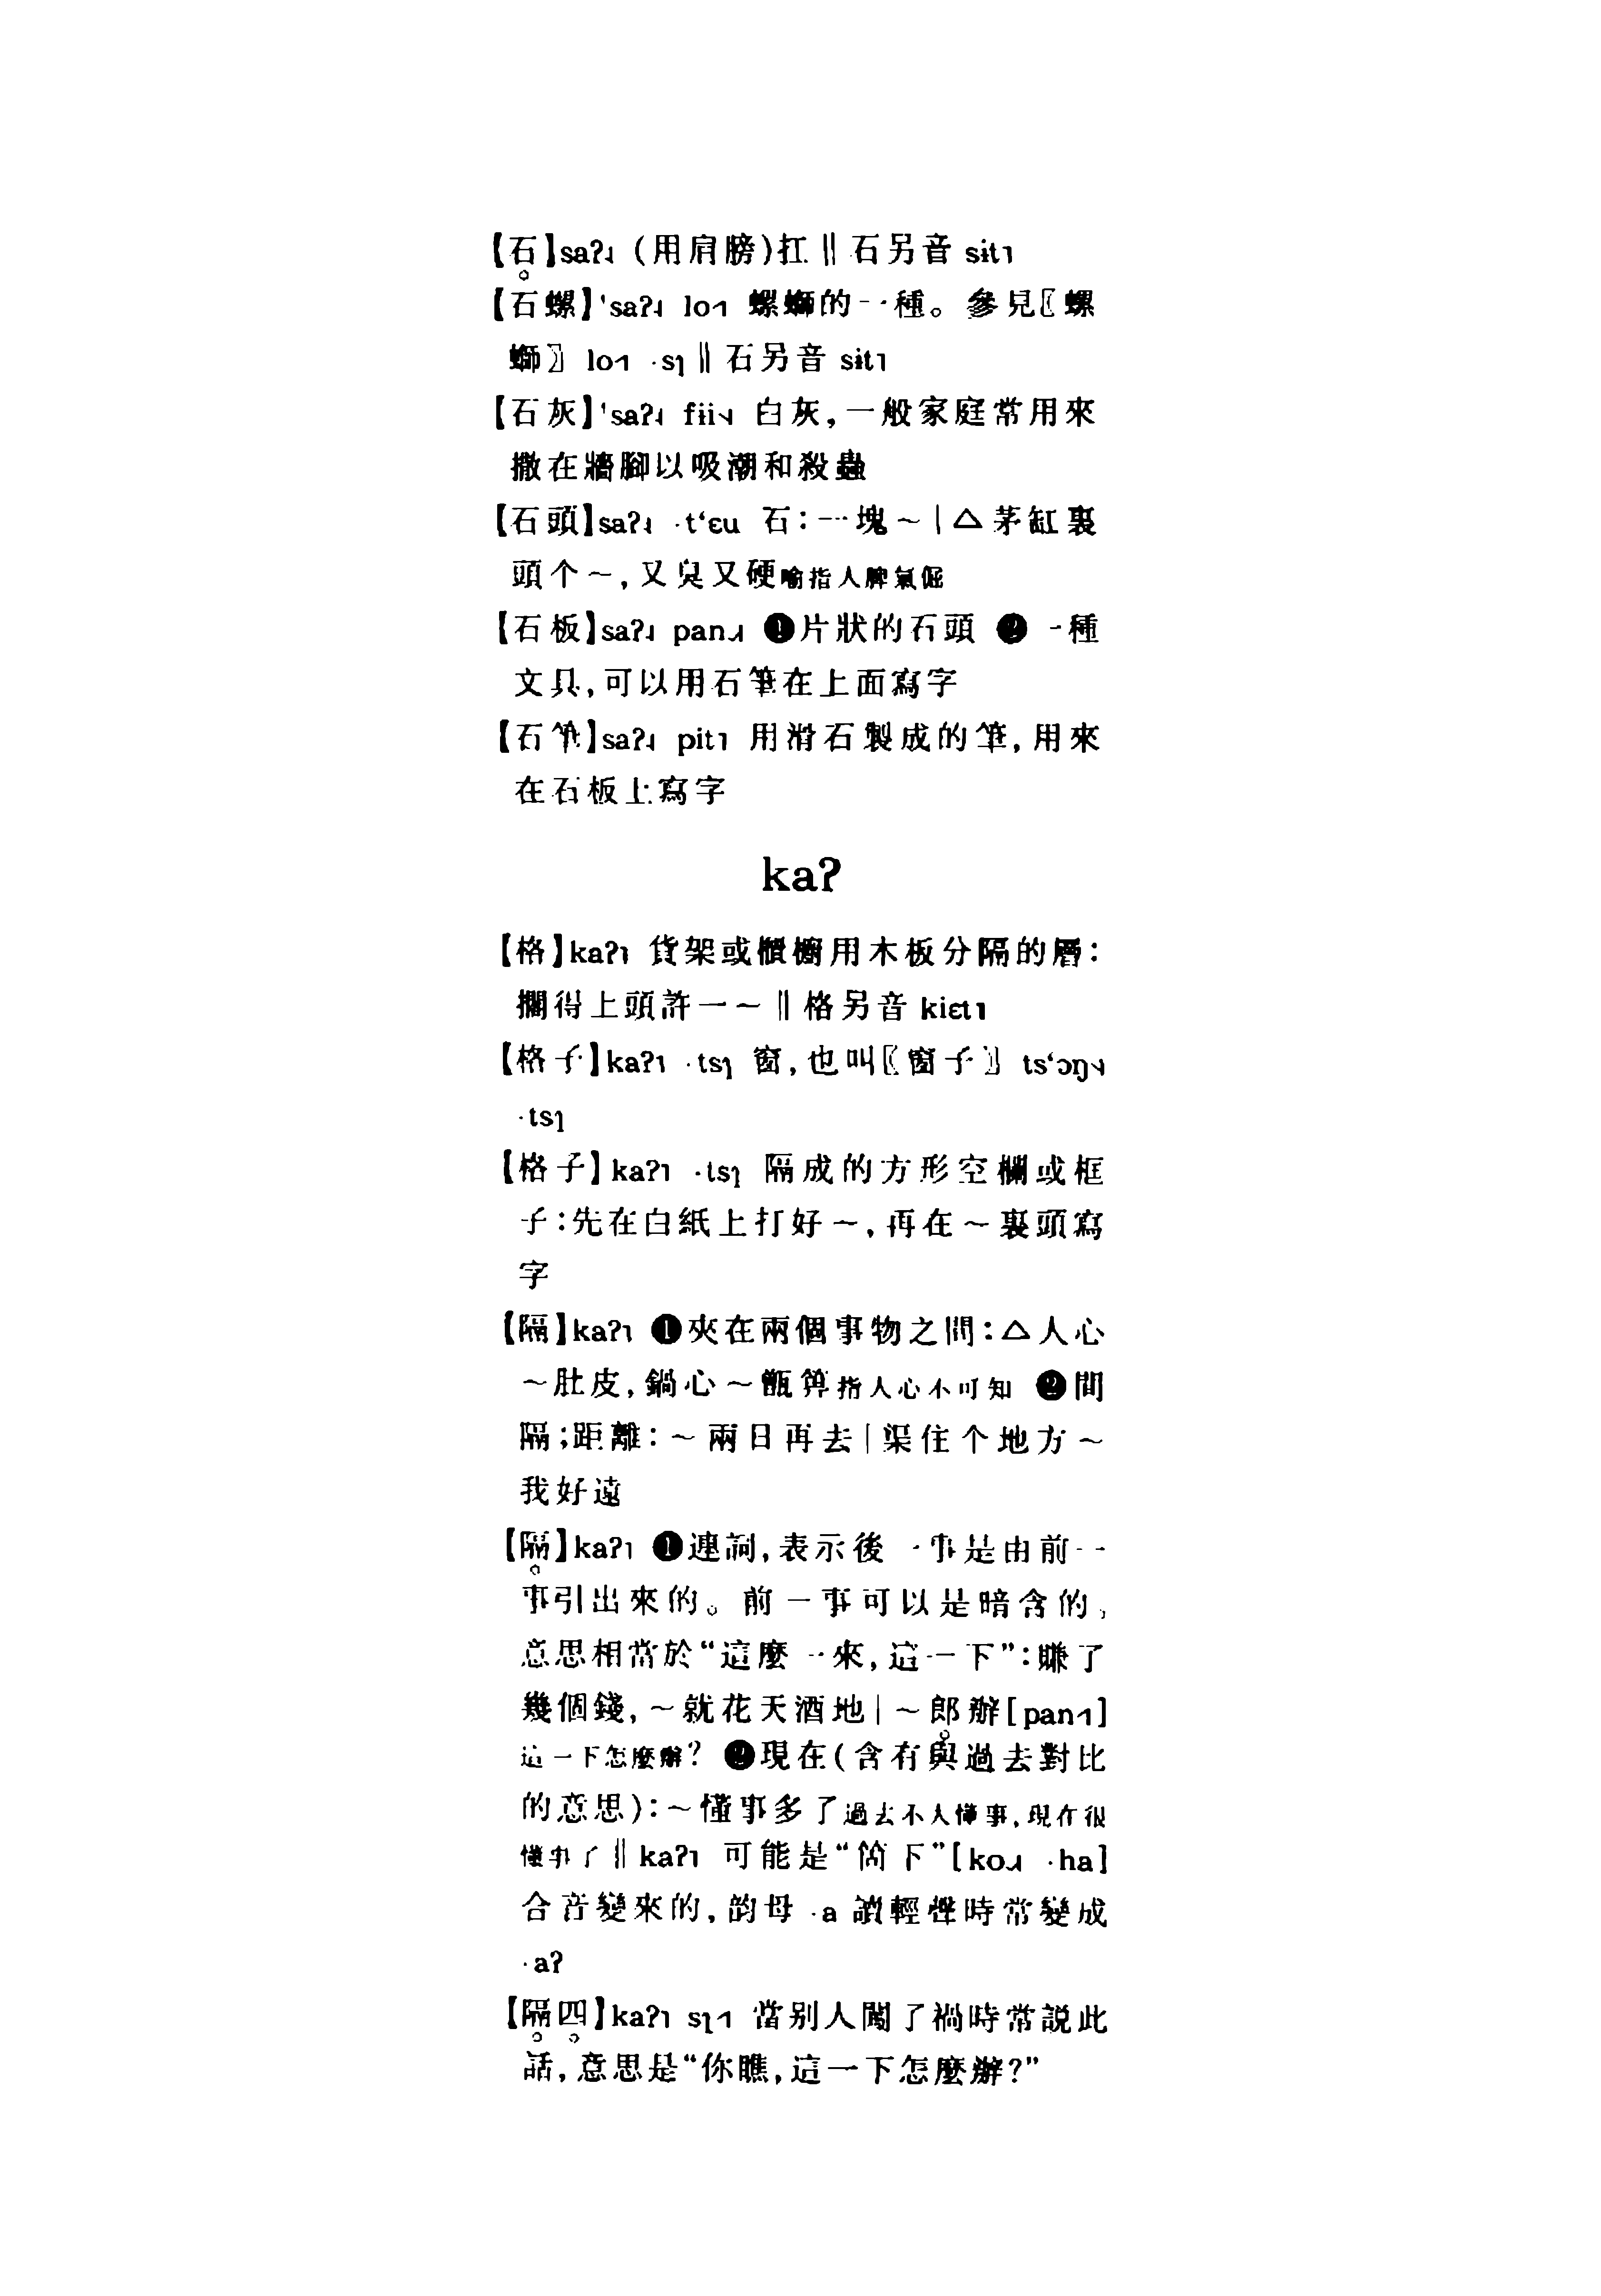 【石】saʔ˩ (用肩膀)扛‖石另音 sɨt˥
【石螺】'saʔ˩ lo˧ 螺螄的一種。參見〖螺
螄〗 lo˧ ·sɿ‖石另音 sɨt˥
【石灰】'saʔ˩ fɨi˧˩ 白灰,一般家庭常用來
撒在牆腳以吸潮和殺蟲
【石頭】saʔ˩ ·t‘ɛu 石:一塊～|△茅缸裏
頭个～,又臭又硬喻指人脾氣倔
【石板】saʔ˩ pan˩ ❶片狀的石頭 ❷一種
文具,可以用石筆在上面寫字
【石筆】saʔ˩ pit˥ 用滑石製成的筆,用來
在石板上寫字
kaʔ
【格】kaʔ˥ 貨架或櫃櫥用木板分隔的層:
擱得上頭許一～‖格另音 kiɛt˥
【格子】kaʔ˥ ·tsɿ 窗,也叫〖窗子〗 ts‘ɔŋ˧˩
·tsɿ
【格子】kaʔ˥ ·tsɿ 隔成的方形空欄或框
子:先在白紙上打好～,再在～裏頭寫
字
【隔】kaʔ˥ ❶夾在兩個事物之間:△人心
～肚皮,鍋心～甑箅指人心不可知 ❷間
隔;距離:～兩日再去|渠住个地方～
我好遠
【隔】kaʔ˥ ❶連詞,表示後一事是由前一
事引出來的。前一事可以是暗含的,
意思相當於“這麼一來,這一下”:賺了
幾個錢,～就花天酒地|～郎辦[pan˧]
這一下怎麼辦? ❷現在(含有與過去對比
的意思):～懂事多了過去不大懂事,現在很
懂事了‖kaʔ˥ 可能是“箇下”[ko˩ ·ha]
合音變來的,韵母 ·a 讀輕聲時常變成
·aʔ
【隔四】kaʔ˥ sɿ˧ 當別人闖了禍時常説此
話,意思是“你瞧,這一下怎麼辦?”